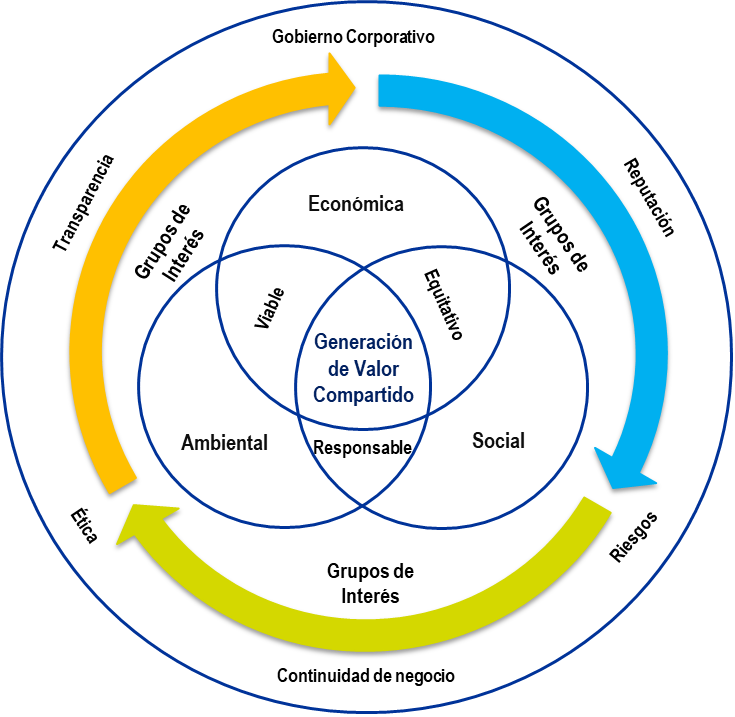 Gobierno Corporativo
Transparencia
Reputación
Grupos de
Interés
Grupos de
Interés
Económica
Viable
Equitativo
Generación
de Valor
Compartido
Ambiental
Responsable
Social
Ética
Riesgos
Grupos de
Interés
Continuidad de negocio